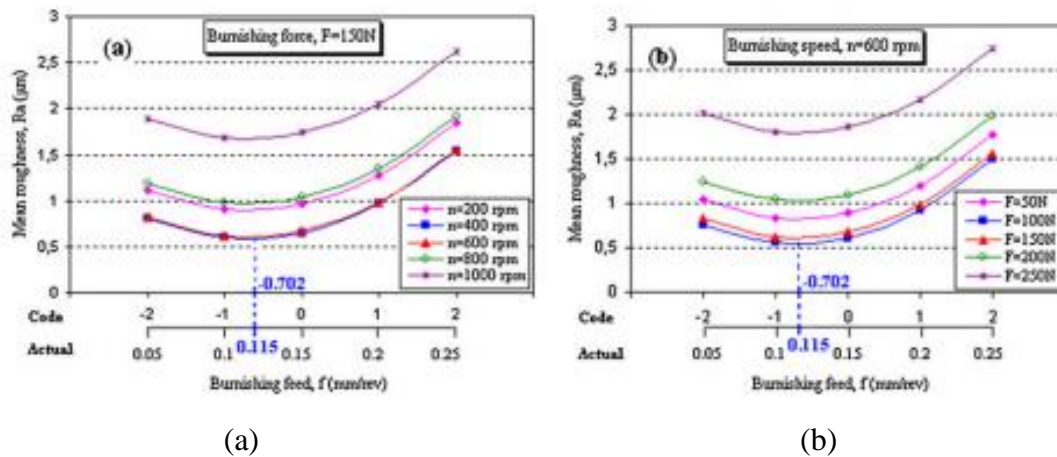 (a)
Burnishing force, F=150N
Mean roughness, Ra (µm)
3
2,5
2
1,5
1
0,5
0
n=200 rpm
n=400 rpm
n=600 rpm
n=800 rpm
n=1000 rpm
-0.702
Code -2 -1 0 1 2
Actual 0.05 0.1 0.115 0.15 0.2 0.25
Burnishing feed, f (mm/rev)
(b)
Burnishing speed, n=600 rpm
Mean roughness, Ra (µm)
3
2,5
2
1,5
1
0,5
0
F=50N
F=100N
F=150N
F=200N
F=250N
-0.702
Code -2 -1 0 1 2
Actual 0.05 0.1 0.115 0.15 0.2 0.25
Burnishing feed, f (mm/rev)
(a) (b)